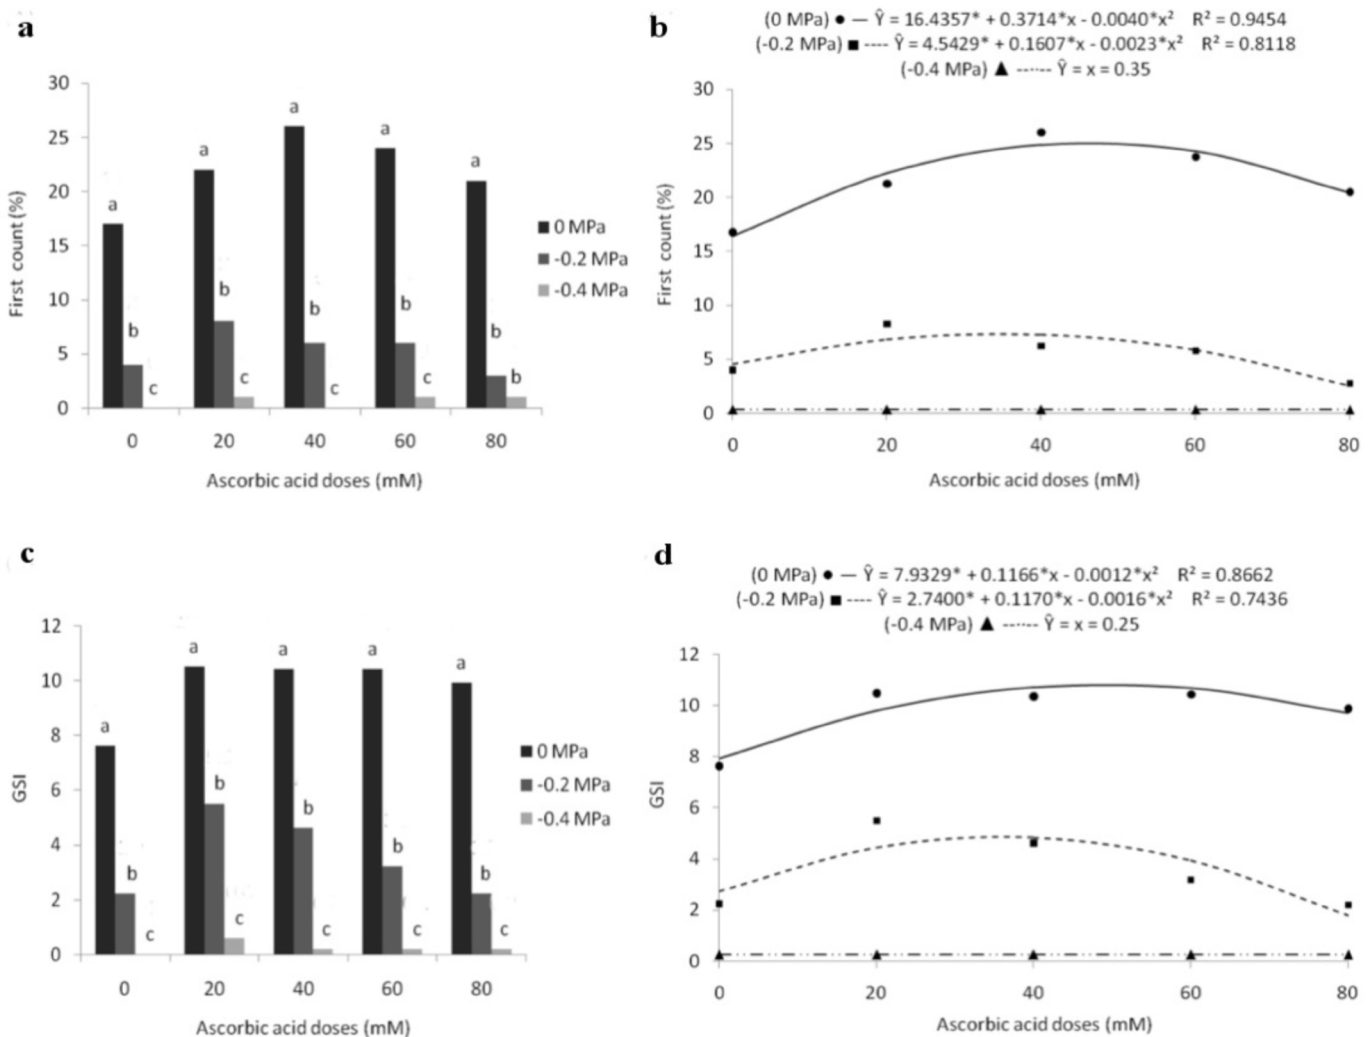 a
30
25
20
15
10
5
0
First count (%)
a
b
c
a
b
c
a
b
c
a
b
c
a
b
b
0 MPa
-0.2 MPa
-0.4 MPa
0 20 40 60 80
Ascorbic acid doses (mM)
b
(0 MPa) ● — Ŷ = 16.4357* + 0.3714*x - 0.0040*x² R² = 0.9454
(-0.2 MPa) ■ ---- Ŷ = 4.5429* + 0.1607*x - 0.0023*x² R² = 0.8118
(-0.4 MPa) ▲ --·--- Ŷ = x = 0.35
30
25
20
15
10
5
0
First count (%)
0 20 40 60 80
Ascorbic acid doses (mM)
c
12
10
8
6
4
2
0
GSI
a
b
c
a
b
c
a
b
c
a
b
c
a
b
c
0 MPa
-0.2 MPa
-0.4 MPa
0 20 40 60 80
Ascorbic acid doses (mM)
d
(0 MPa) ● — Ŷ = 7.9329* + 0.1166*x - 0.0012*x² R² = 0.8662
(-0.2 MPa) ■ ---- Ŷ = 2.7400* + 0.1170*x - 0.0016*x² R² = 0.7436
(-0.4 MPa) ▲ --·--- Ŷ = x = 0.25
12
10
8
6
4
2
0
GSI
0 20 40 60 80
Ascorbic acid doses (mM)